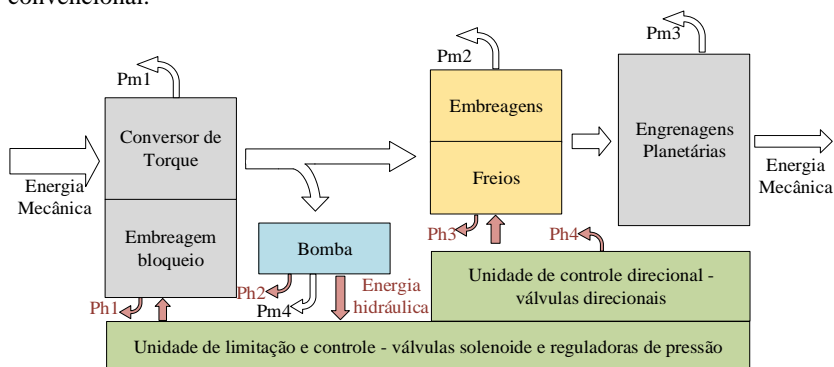 convencional.
Pm1
Pm2
Pm3
Conversor de
Torque
Embreagens
Engrenagens
Planetárias
Energia
Mecânica
Freios
Energia
Mecânica
Embreagem
bloqueio
Bomba
Ph3
Ph4
Ph1
Ph2
Pm4
Energia
hidráulica
Unidade de controle direcional -
válvulas direcionais
Unidade de limitação e controle - válvulas solenoide e reguladoras de pressão